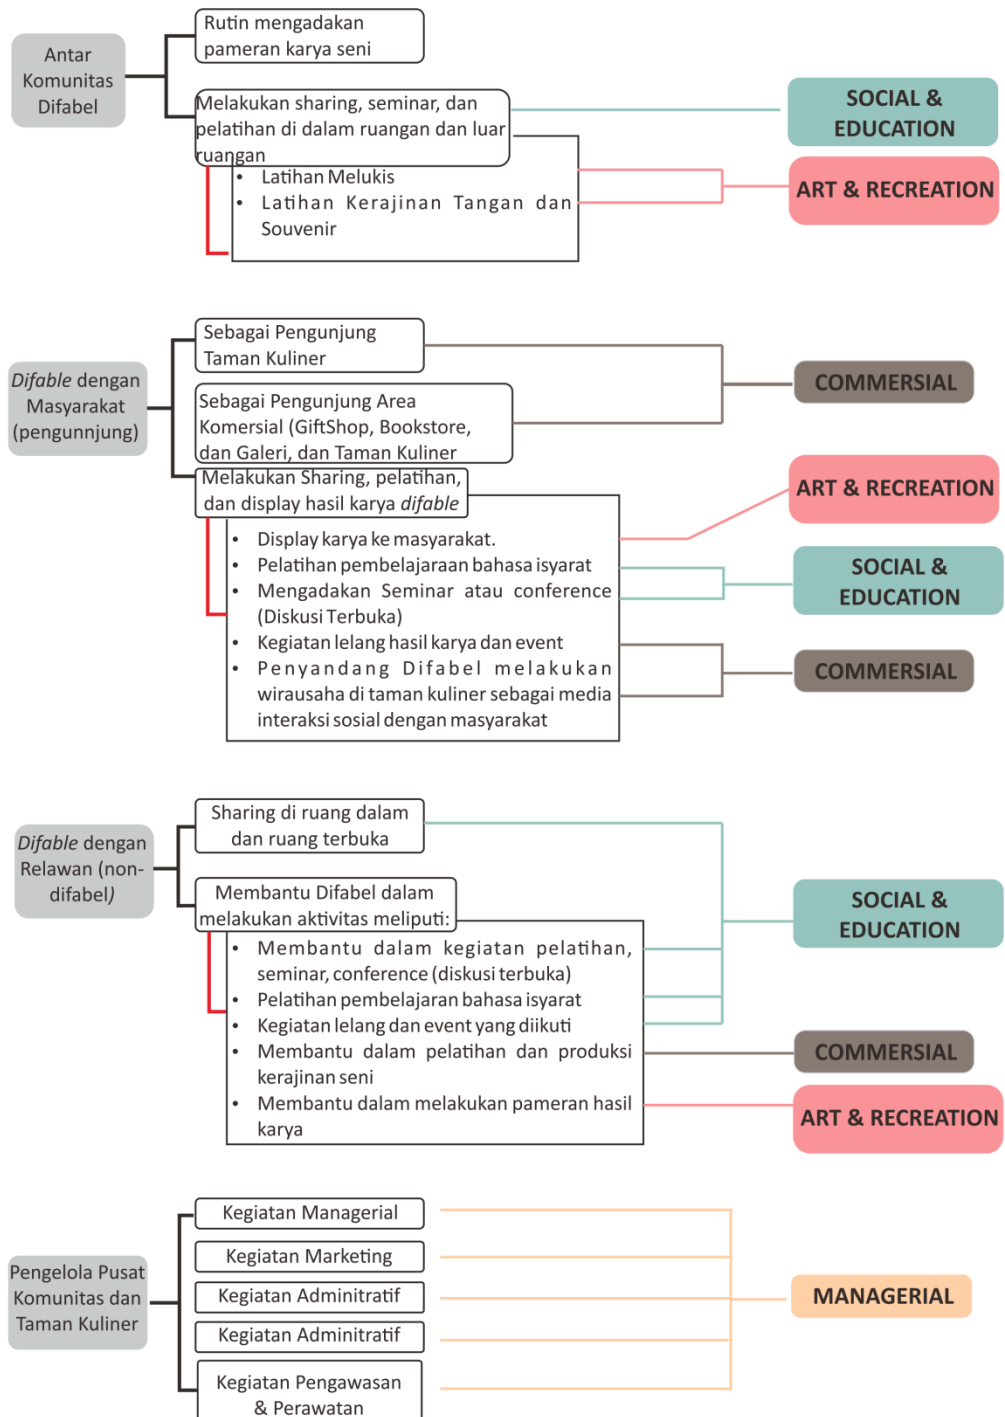 Antar
Komunitas
Difabel
Rutin mengadakan
pameran karya seni
Melakukan sharing, seminar, dan
pelatihan di dalam ruangan dan luar
ruangan
• Latihan Melukis
• Latihan Kerajinan Tangan dan
Souvenir
SOCIAL &
EDUCATION
ART & RECREATION
Difable dengan
Masyarakat
(pengunnjung)
Sebagai Pengunjung
Taman Kuliner
Sebagai Pengunjung Area
Komersial (GiftShop, Bookstore,
dan Galeri, dan Taman Kuliner
Melakukan Sharing, pelatihan,
dan display hasil karya difable
• Display karya ke masyarakat.
• Pelatihan pembelajaraan bahasa isyarat
• Mengadakan Seminar atau conference
(Diskusi Terbuka)
• Kegiatan lelang hasil karya dan event
• Penyandang Difabel melakukan
wirausaha di taman kuliner sebagai media
interaksi sosial dengan masyarakat
COMMERSIAL
ART & RECREATION
SOCIAL &
EDUCATION
COMMERSIAL
Difable dengan
Relawan (non-
difabel)
Sharing di ruang dalam
dan ruang terbuka
Membantu Difabel dalam
melakukan aktivitas meliputi:
• Membantu dalam kegiatan pelatihan,
seminar, conference (diskusi terbuka)
• Pelatihan pembelajaran bahasa isyarat
• Kegiatan lelang dan event yang diikuti
• Membantu dalam pelatihan dan produksi
kerajinan seni
• Membantu dalam melakukan pameran hasil
karya
SOCIAL &
EDUCATION
COMMERSIAL
ART & RECREATION
Pengelola Pusat
Komunitas dan
Taman Kuliner
Kegiatan Managerial
Kegiatan Marketing
Kegiatan Adminitratif
Kegiatan Adminitratif
Kegiatan Pengawasan
& Perawatan
MANAGERIAL